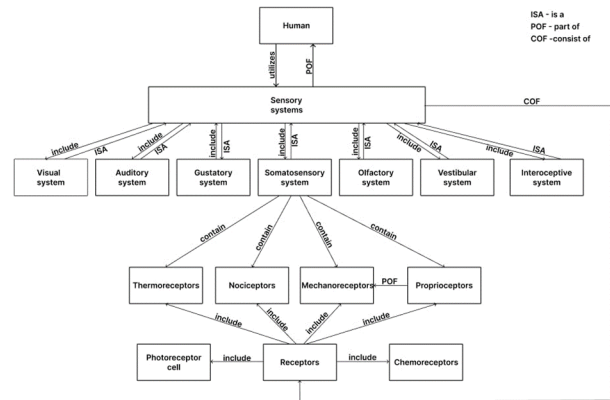 ISA - is a
POF - part of
COF -consist of
Human
utilizes
POF
Sensory
systems
COF
include
ISA
include
ISA
include
ISA
include
ISA
include
ISA
include
ISA
include
ISA
Visual
system
Auditory
system
Gustatory
system
Somatosensory
system
Olfactory
system
Vestibular
system
Interoceptive
system
contain
contain
contain
contain
Thermoreceptors
Nociceptors
Mechanoreceptors
POF
Proprioceptors
include
include
include
include
Photoreceptor
cell
include
Receptors
include
Chemoreceptors